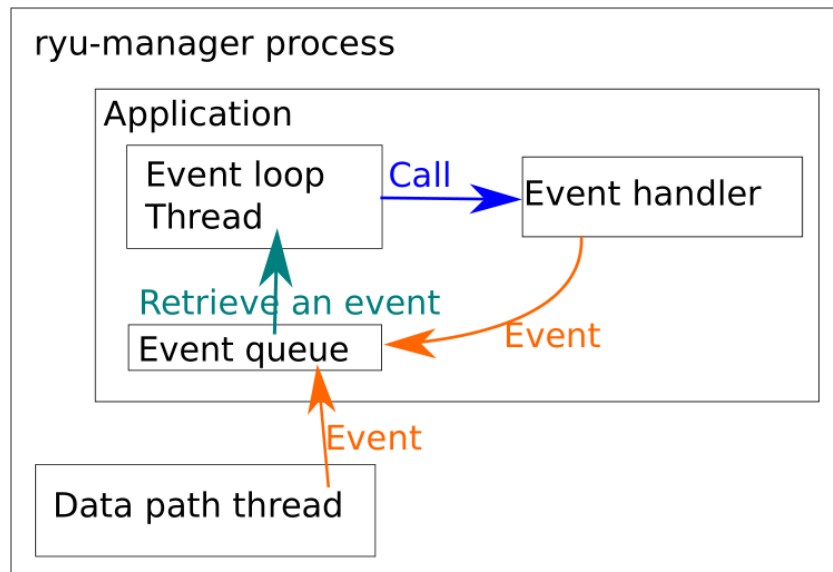 ryu-manager process
Application
Event loop
Thread
Call
Event handler
Retrieve an event
Event queue
Event
Event
Data path thread